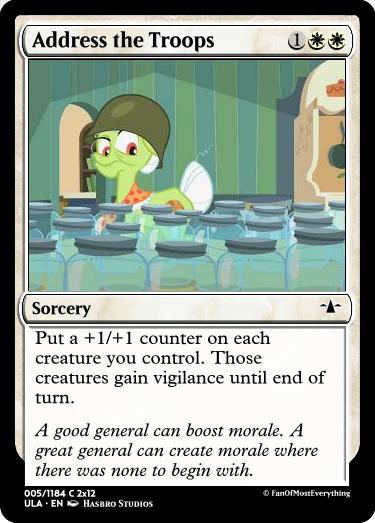 Address the Troops 1
Sorcery
Put a +1/+1 counter on each
creature you control. Those
creatures gain vigilance until end of
turn.
A good general can boost morale. A
great general can create morale where
there was none to begin with.
005/1184 C 2x12
ULA • EN HASBRO STUDIOS
© FanOfMostEverything